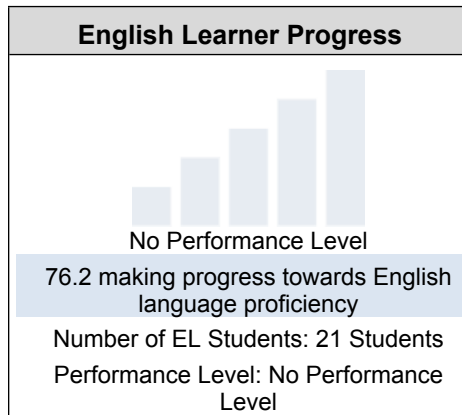 English Learner Progress
No Performance Level
76.2 making progress towards English
language proficiency
Number of EL Students: 21 Students
Performance Level: No Performance
Level